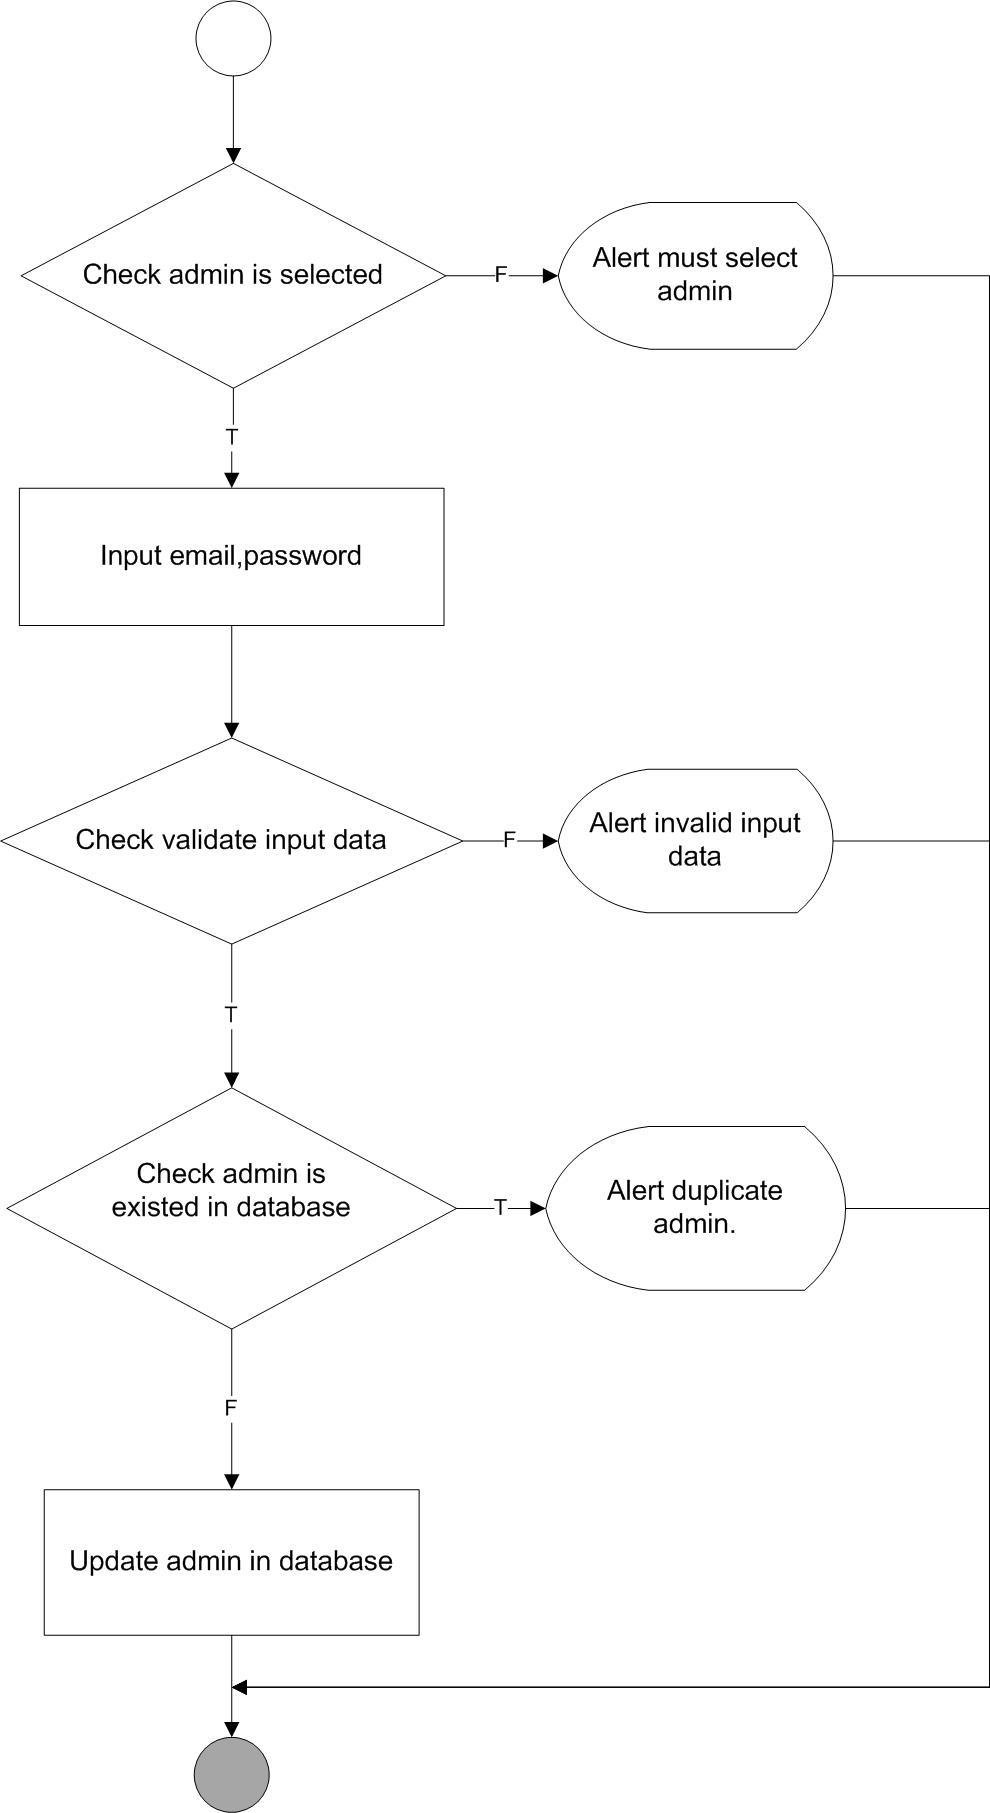 Check admin is selected
F
Alert must select
admin
T
Input email,password
Check validate input data
F
Alert invalid input
data
T
Check admin is
existed in database
T
Alert duplicate
admin.
F
Update admin in database